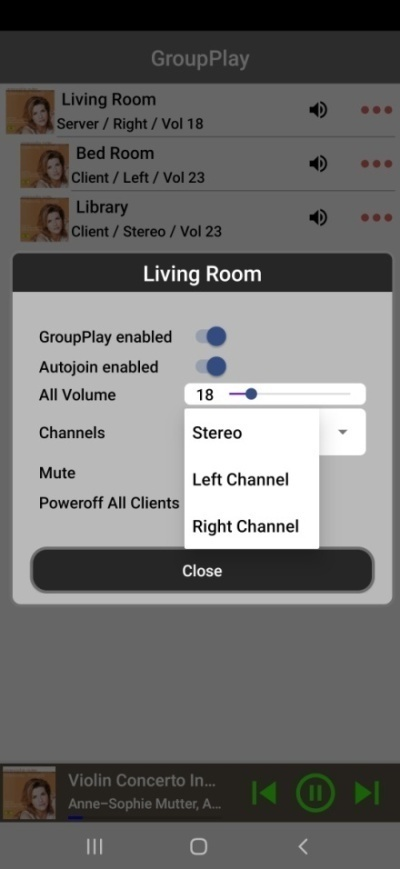 GroupPlay
Living Room
Server / Right / Vol 18
Bed Room
Client / Left / Vol 23
Library
Client / Stereo / Vol 23
Living Room
GroupPlay enabled
Autojoin enabled
All Volume 18
Channels
Stereo
Left Channel
Right Channel
Mute
Poweroff All Clients
Close
Violin Concerto In...
Anne-Sophie Mutter, A...